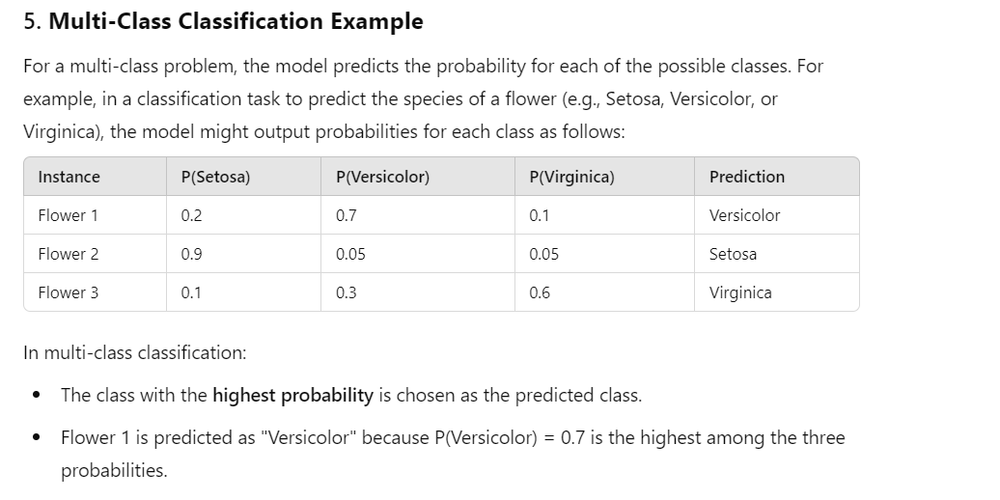 5. Multi-Class Classification Example
For a multi-class problem, the model predicts the probability for each of the possible classes. For
example, in a classification task to predict the species of a flower (e.g., Setosa, Versicolor, or
Virginica), the model might output probabilities for each class as follows:
Instance P(Setosa) P(Versicolor) P(Virginica) Prediction
Flower 1 0.2 0.7 0.1 Versicolor
Flower 2 0.9 0.05 0.05 Setosa
Flower 3 0.1 0.3 0.6 Virginica
In multi-class classification:
• The class with the highest probability is chosen as the predicted class.
• Flower 1 is predicted as "Versicolor" because P(Versicolor) = 0.7 is the highest among the three
probabilities.